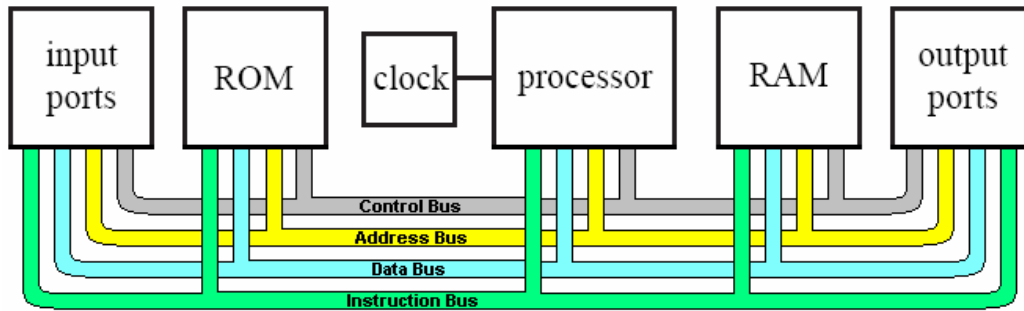 input
ports
ROM
clock
processor
RAM
output
ports
Control Bus
Address Bus
Data Bus
Instruction Bus